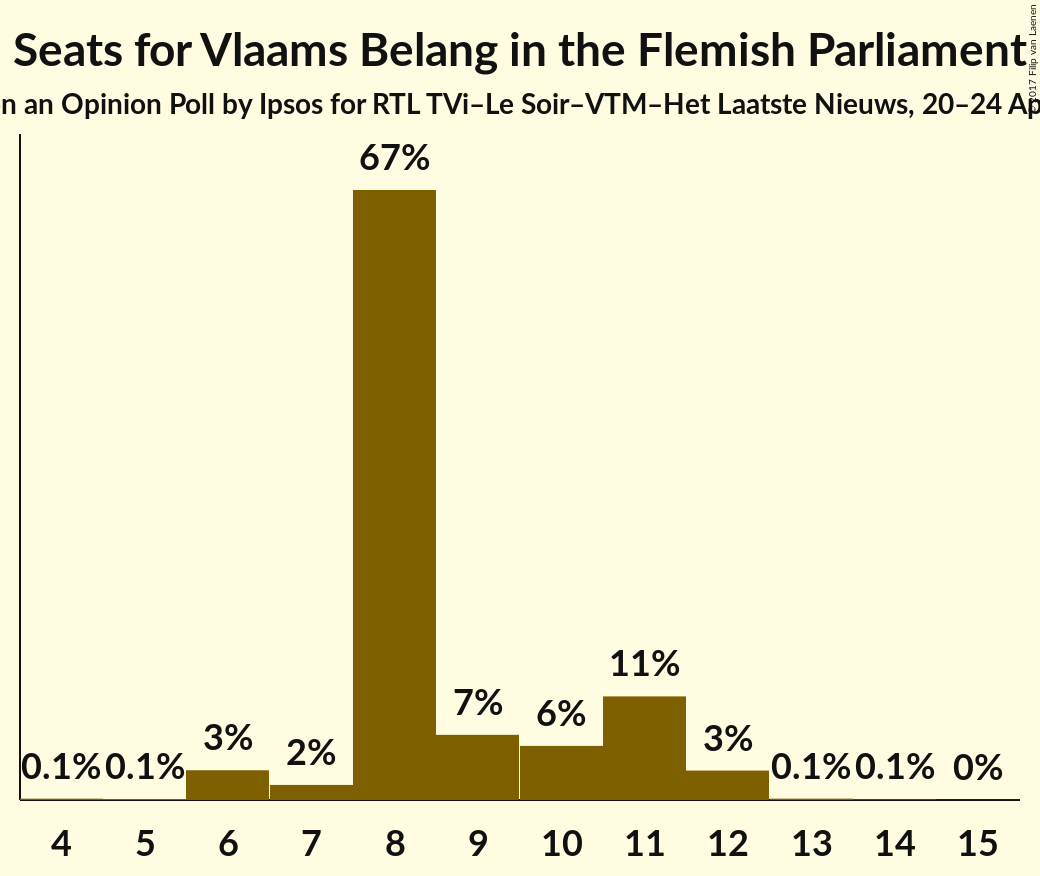 Seats for Vlaams Belang in the Flemish Parliament
n an Opinion Poll by Ipsos for RTL TVi–Le Soir–VTM–Het Laatste Nieuws, 20–24 Ap
2017 Filip van Laenen
67%
11%
7%
6%
3%
2%
3%
0.1% 0.1%
0.1% 0.1% 0%
4 5 6 7 8 9 10 11 12 13 14 15